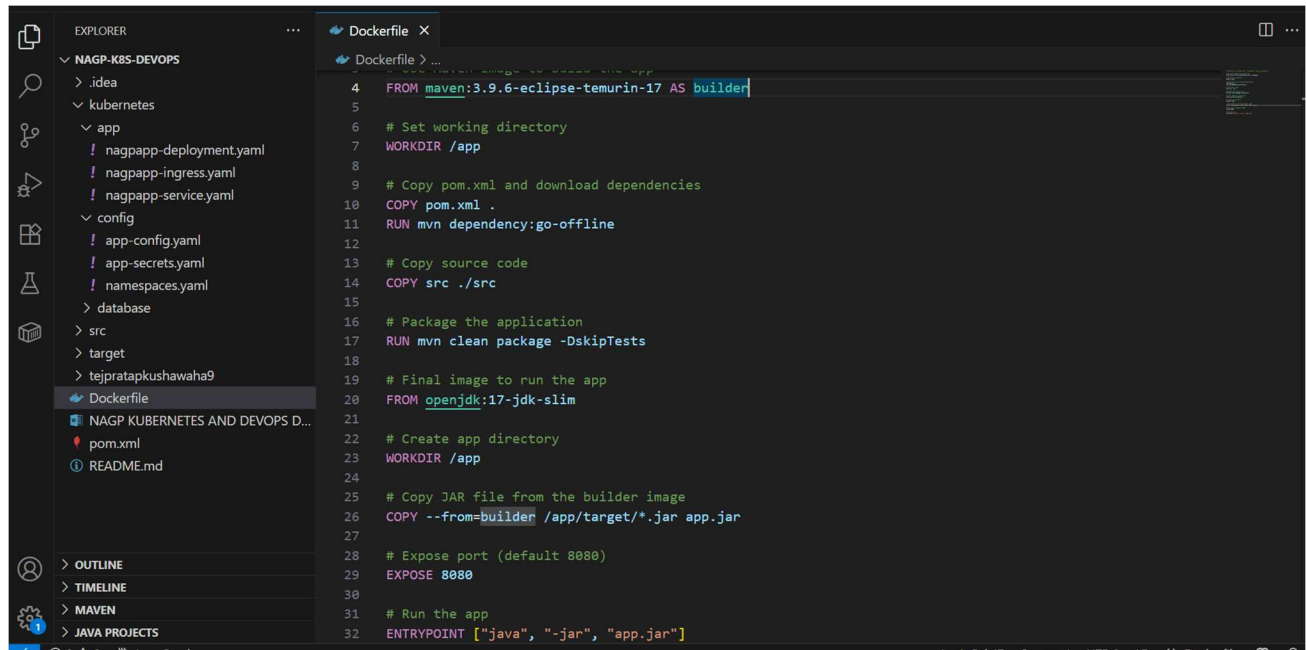 EXPLORER
NAGP-K8S-DEVOPS
.idea
kubernetes
app
nagpapp-deployment.yaml
nagpapp-ingress.yaml
nagpapp-service.yaml
config
app-config.yaml
app-secrets.yaml
namespaces.yaml
database
src
target
tejpratapkushawaha9
Dockerfile
NAGP KUBERNETES AND DEVOPS D...
pom.xml
README.md
OUTLINE
TIMELINE
MAVEN
JAVA PROJECTS
1
Dockerfile
Dockerfile > ...
4 FROM maven:3.9.6-eclipse-temurin-17 AS builder
5
6 # Set working directory
7 WORKDIR /app
8
9 # Copy pom.xml and download dependencies
10 COPY pom.xml .
11 RUN mvn dependency:go-offline
12
13 # Copy source code
14 COPY src ./src
15
16 # Package the application
17 RUN mvn clean package -DskipTests
18
19 # Final image to run the app
20 FROM openjdk:17-jdk-slim
21
22 # Create app directory
23 WORKDIR /app
24
25 # Copy JAR file from the builder image
26 COPY --from=builder /app/target/*.jar app.jar
27
28 # Expose port (default 8080)
29 EXPOSE 8080
30
31 # Run the app
32 ENTRYPOINT ["java", "-jar", "app.jar"]